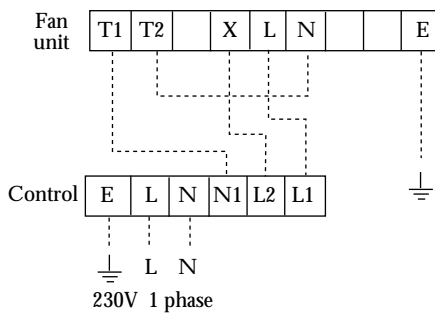 Fan
unit
T1 T2 X L N E
Control
E L N N1 L2 L1
L N
230V 1 phase